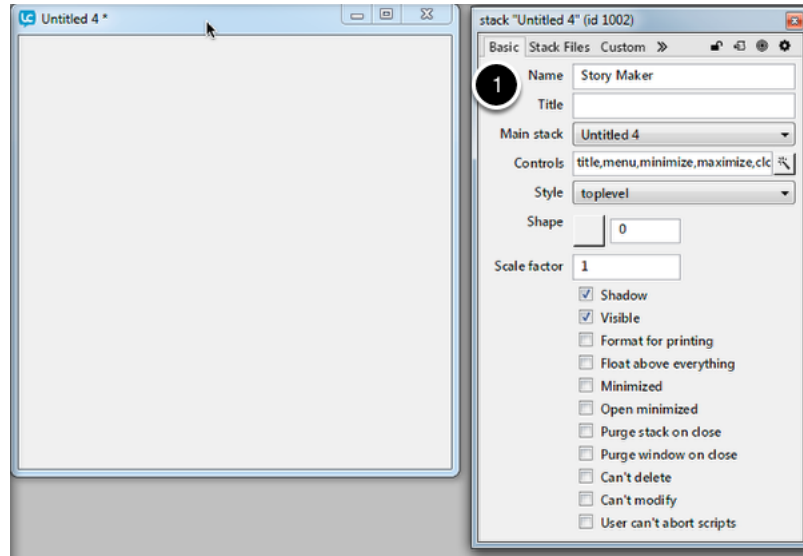 Untitled 4 *
stack "Untitled 4" (id 1002)
Basic Stack Files Custom »
1
Name Story Maker
Title
Main stack Untitled 4
Controls title,menu,minimize,maximize,clc
Style toplevel
Shape 0
Scale factor 1
Shadow
Visible
Format for printing
Float above everything
Minimized
Open minimized
Purge stack on close
Purge window on close
Can't delete
Can't modify
User can't abort scripts